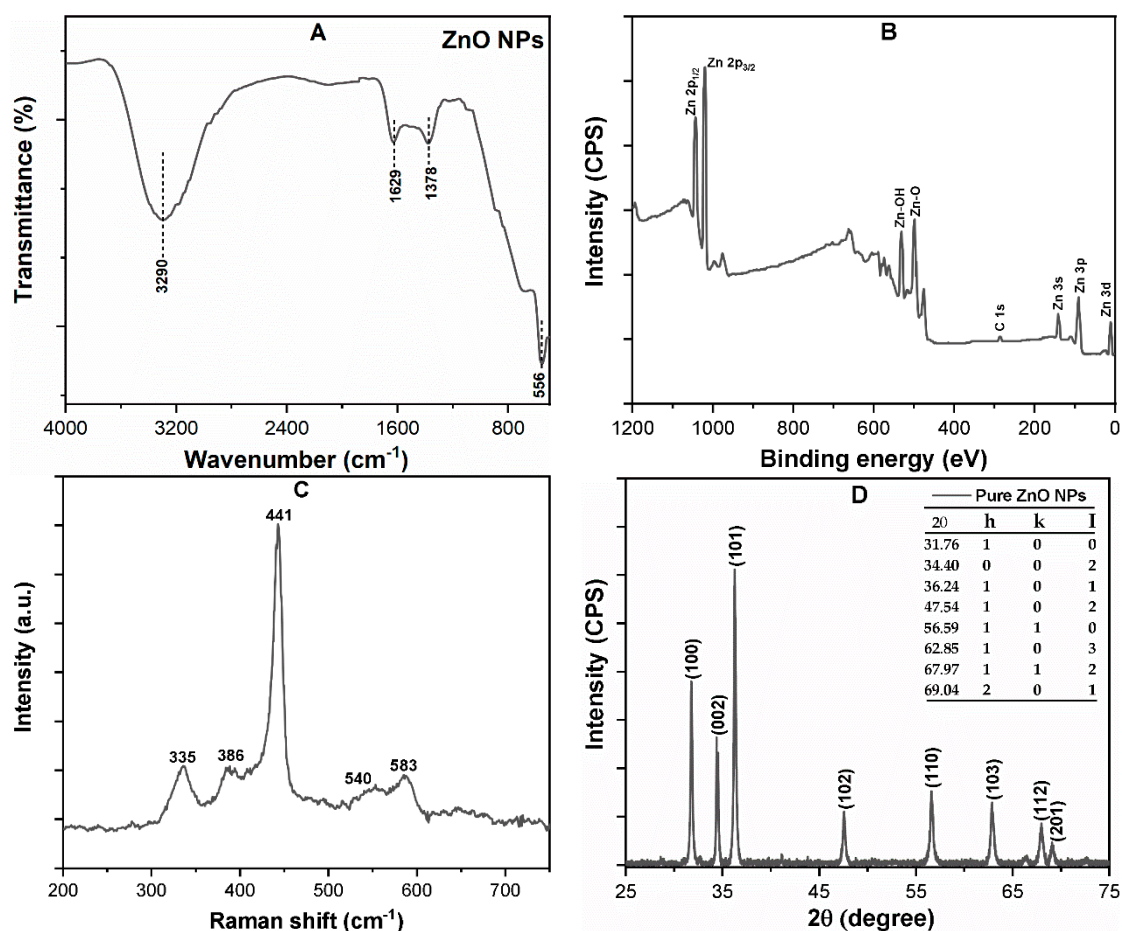 A
ZnO NPs
3290
1629
1378
556
Transmittance (%)
4000 3200 2400 1600 800
Wavenumber (cm-1)
B
Zn 2p1/2
Zn 2p3/2
Zn-OH
Zn-O
C 1s
Zn 3s
Zn 3p
Zn 3d
Intensity (CPS)
1200 1000 800 600 400 200 0
Binding energy (eV)
C
335
386
441
540
583
Intensity (a.u.)
200 300 400 500 600 700
Raman shift (cm-1)
D
Pure ZnO NPs
2θ h k l
31.76 1 0 0
34.40 0 0 2
36.24 1 0 1
47.54 1 0 2
56.59 1 1 0
62.85 1 0 3
67.97 1 1 2
69.04 2 0 1
(100)
(002)
(101)
(102)
(110)
(103)
(112)
(201)
Intensity (CPS)
25 35 45 55 65 75
2θ (degree)